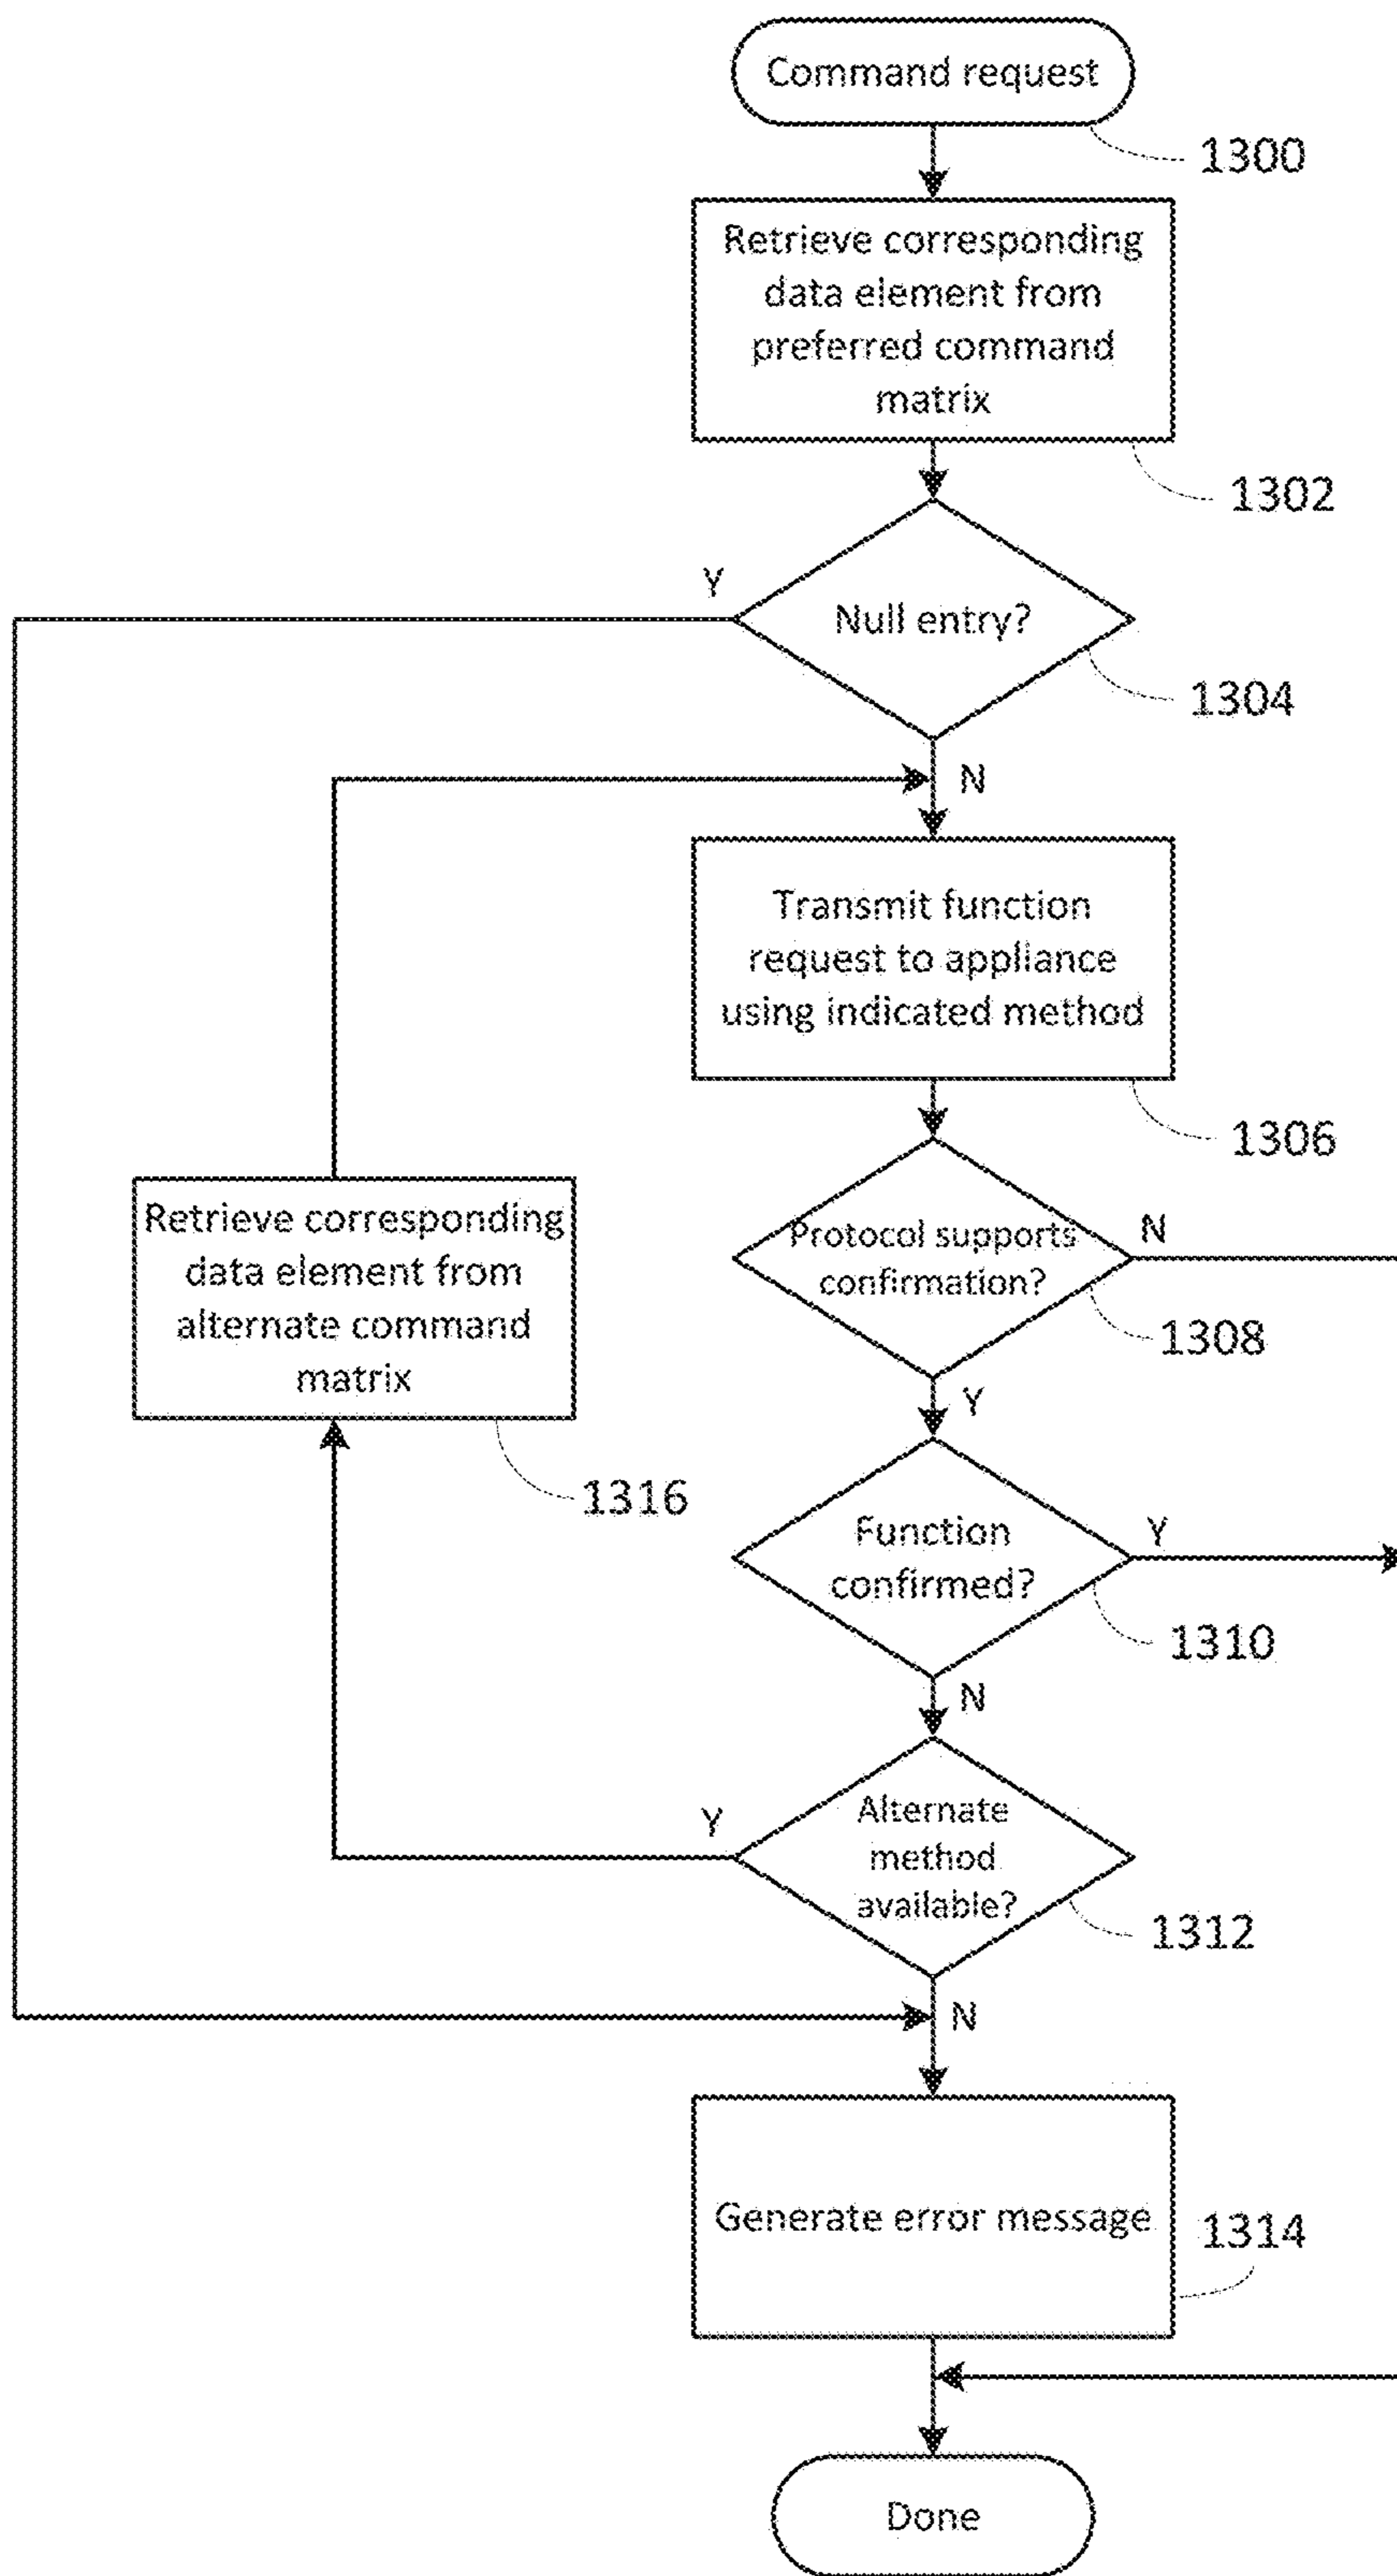 Command request
1300
Retrieve corresponding
data element from
preferred command
matrix
1302
Y
Null entry?
1304
N
Transmit function
request to appliance
using indicated method
1306
Retrieve corresponding
data element from
alternate command
matrix
1316
Protocol supports
confirmation?
N
1308
Y
Function
confirmed?
Y
1310
N
Y
Alternate
method
available?
1312
N
Generate error message
1314
Done